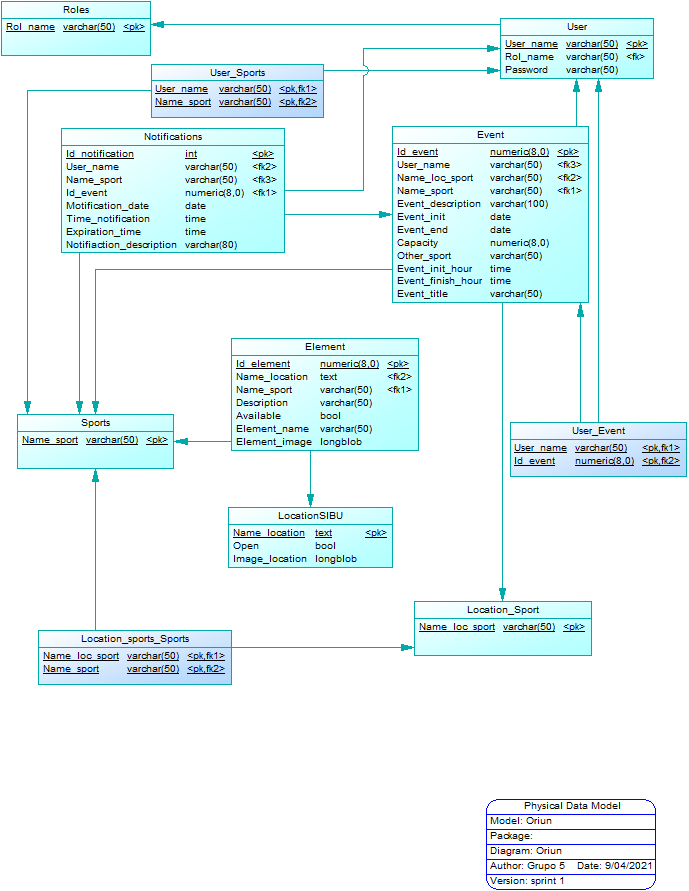 Roles
Rol_name varchar(50) <pk>
User
User_name varchar(50) <pk>
Rol_name varchar(50) <fk>
Password varchar(50)
User_Sports
User_name varchar(50) <pk,fk1>
Name_sport varchar(50) <pk,fk2>
Notifications
Id_notification int <pk>
User_name varchar(50) <fk2>
Name_sport varchar(50) <fk3>
Id_event numeric(8,0) <fk1>
Motification_date date
Time_notification time
Expiration_time time
Notifiaction_description varchar(80)
Event
Id_event numeric(8,0) <pk>
User_name varchar(50) <fk3>
Name_loc_sport varchar(50) <fk2>
Name_sport varchar(50) <fk1>
Event_description varchar(100)
Event_init date
Event_end date
Capacity numeric(8,0)
Other_sport varchar(50)
Event_init_hour time
Event_finish_hour time
Event_title varchar(50)
Element
Id_element numeric(8,0) <pk>
Name_location text <fk2>
Name_sport varchar(50) <fk1>
Description varchar(50)
Available bool
Element_name varchar(50)
Element_image longblob
Sports
Name_sport varchar(50) <pk>
User_Event
User_name varchar(50) <pk,fk1>
Id_event numeric(8,0) <pk,fk2>
LocationSIBU
Name_location text <pk>
Open bool
Image_location longblob
Location_Sport
Name_loc_sport varchar(50) <pk>
Location_sports_Sports
Name_loc_sport varchar(50) <pk,fk1>
Name_sport varchar(50) <pk,fk2>
Physical Data Model
Model: Oriun
Package:
Diagram: Oriun
Author: Grupo 5 Date: 9/04/2021
Version: sprint 1